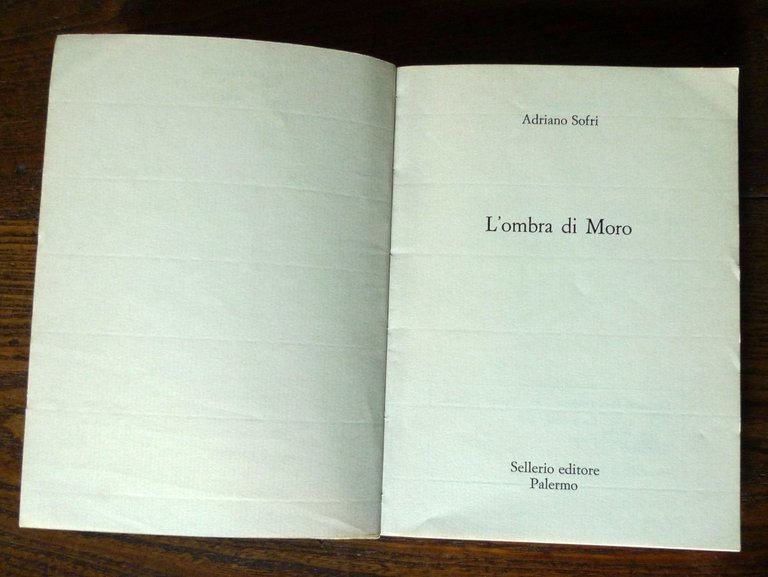 Adriano Sofri
L'ombra di Moro
Sellerio editore
Palermo